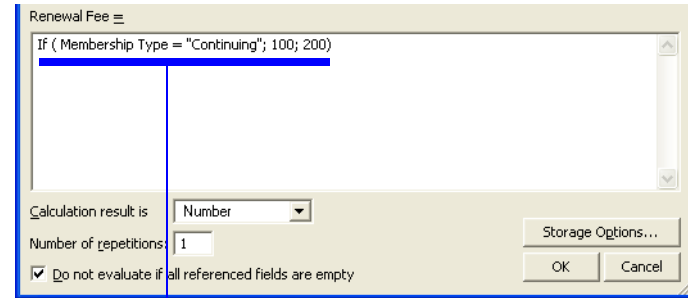 Renewal Fee =
If ( Membership Type = "Continuing"; 100; 200)
Calculation result is Number
Number of repetitions: 1
Storage Options...
Do not evaluate if all referenced fields are empty
OK Cancel